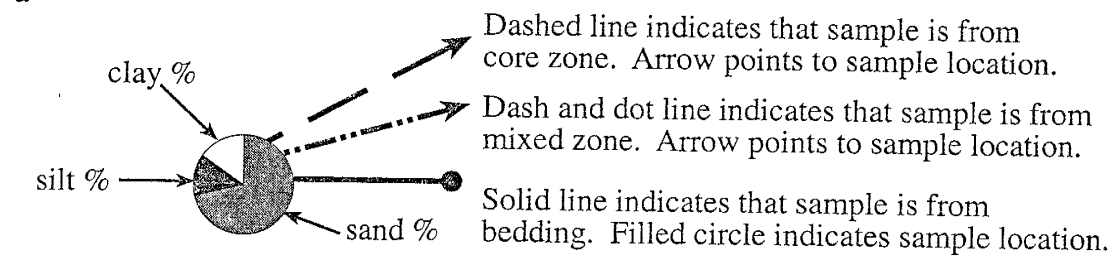 Dashed line indicates that sample is from
core zone. Arrow points to sample location.
clay %
Dash and dot line indicates that sample is from
mixed zone. Arrow points to sample location.
silt %
Solid line indicates that sample is from
bedding. Filled circle indicates sample location.
sand %